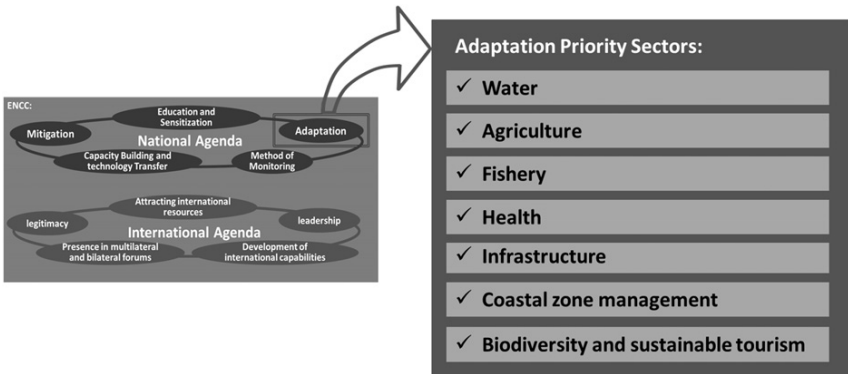 ENCC:
Education and
Sensitization
Mitigation
Adaptation
National Agenda
Capacity Building and
technology Transfer
Method of
Monitoring
Attracting international
resources
legitimacy
leadership
International Agenda
Presence in multilateral
and bilateral forums
Development of
international capabilities
Adaptation Priority Sectors:
✓ Water
✓ Agriculture
✓ Fishery
✓ Health
✓ Infrastructure
✓ Coastal zone management
✓ Biodiversity and sustainable tourism